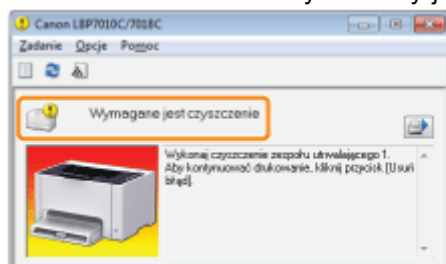 Canon LBP7010C/7018C
Zadanie Opcje Pomoc
Wymagane jest czyszczenie
Wykonaj czyszczenie zespołu utrwalającego 1.
Aby kontynuować drukowanie, kliknij przycisk [Usuń
błąd].